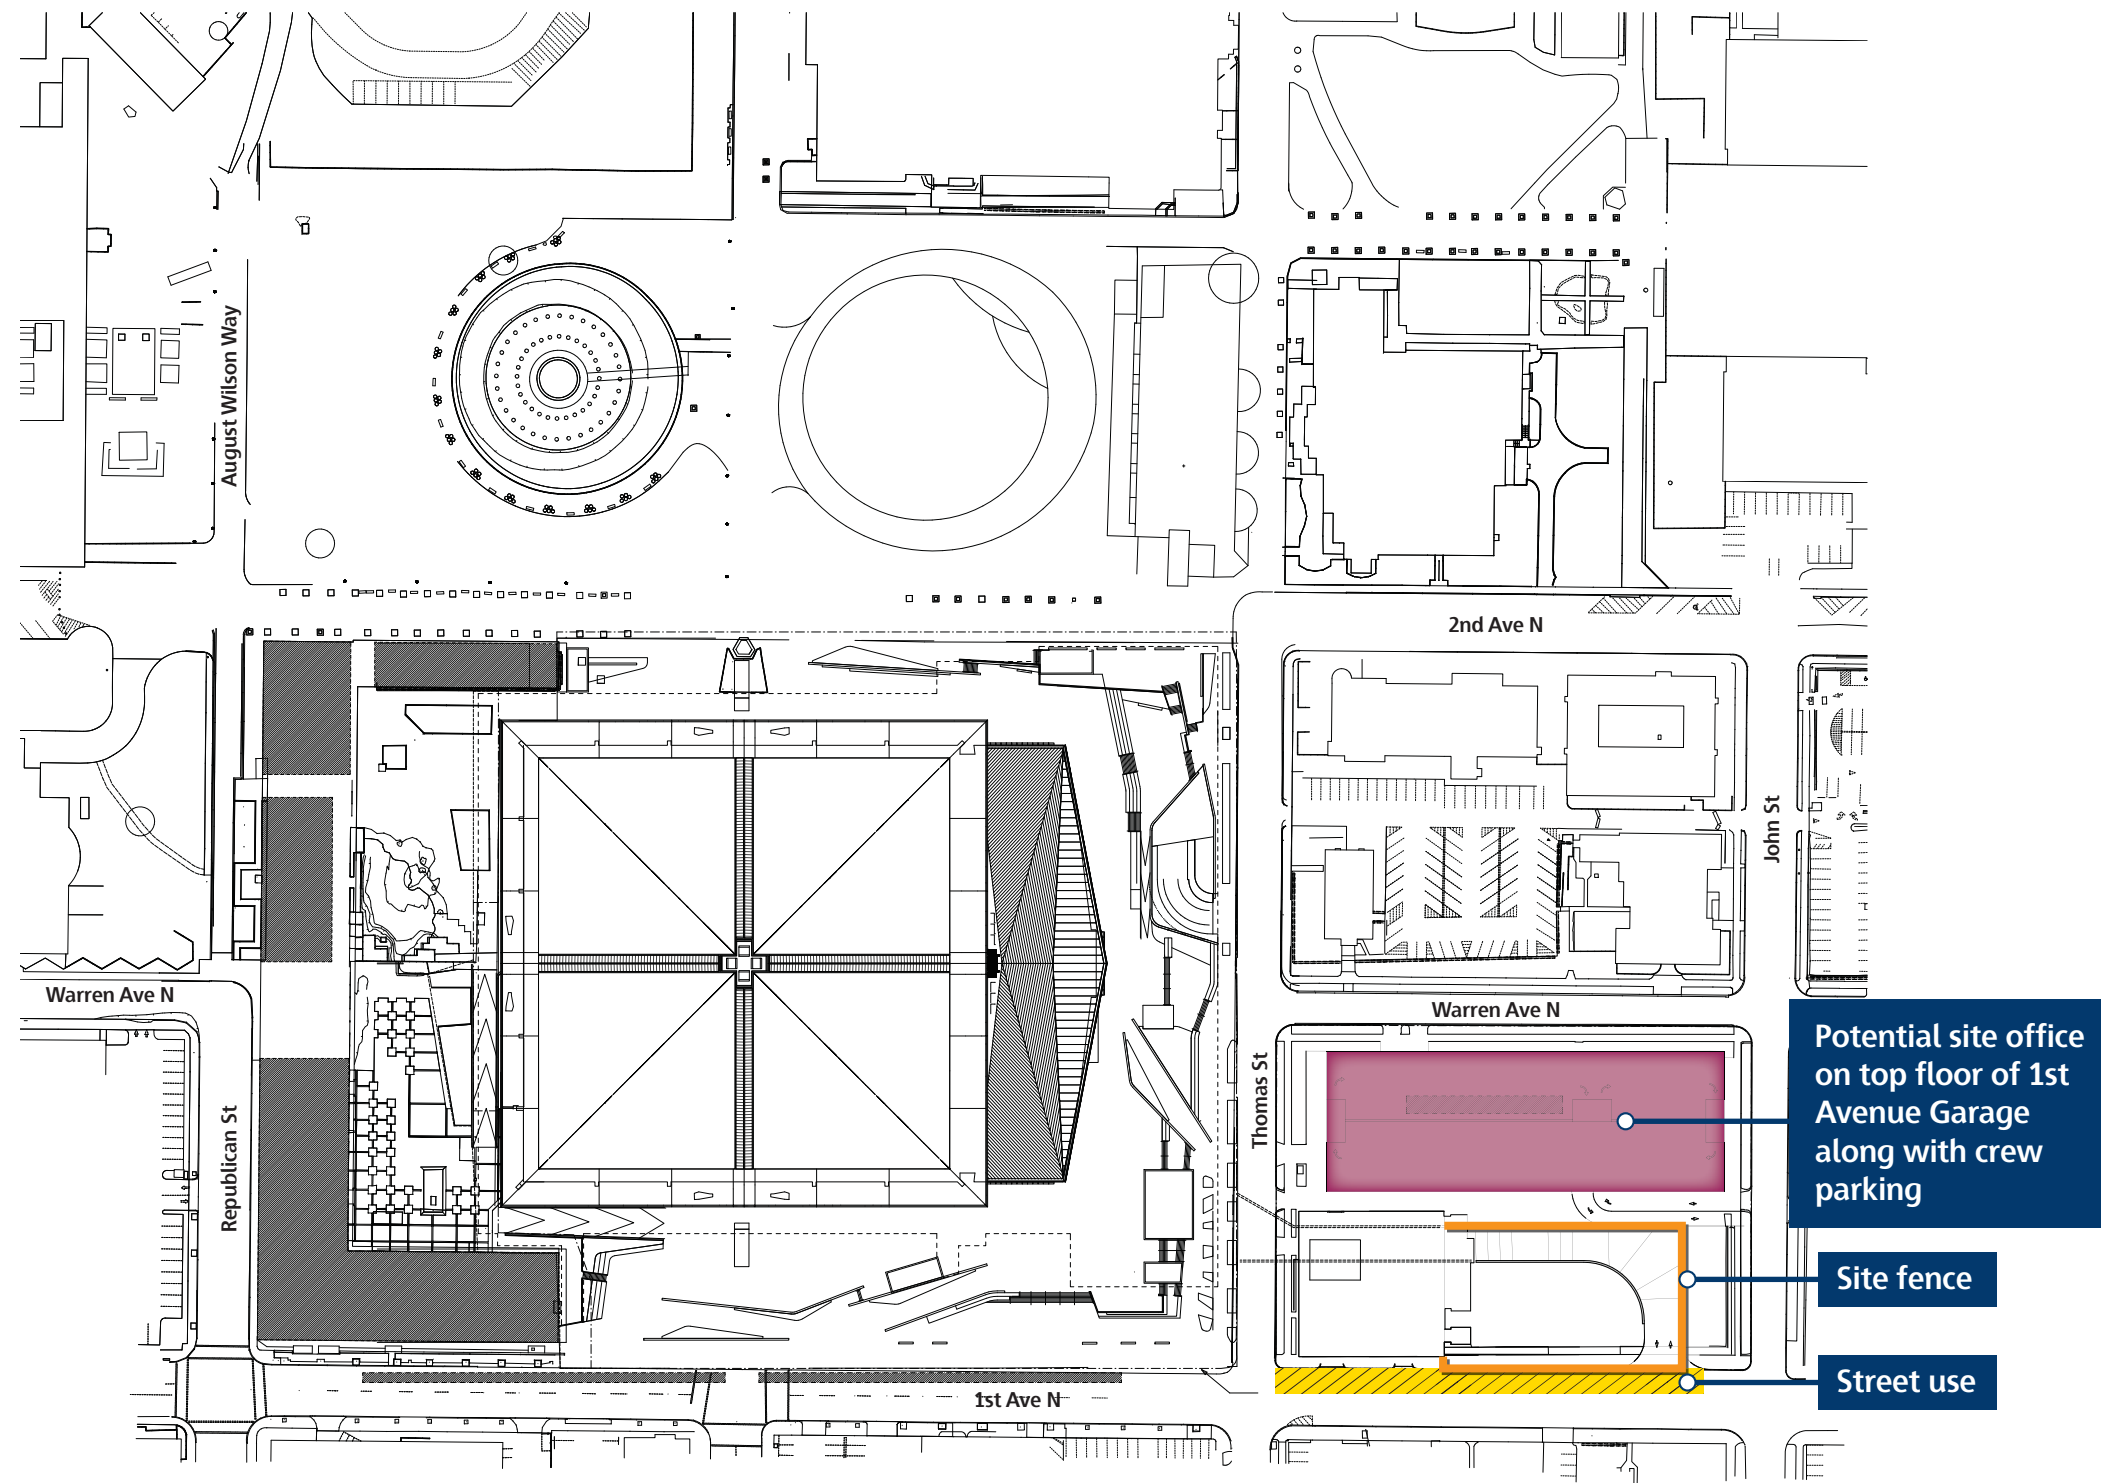 August Wilson Way
2nd Ave N
John St
Warren Ave N
Warren Ave N
Thomas St
Republican St
1st Ave N
Potential site office
on top floor of 1st
Avenue Garage
along with crew
parking
Site fence
Street use